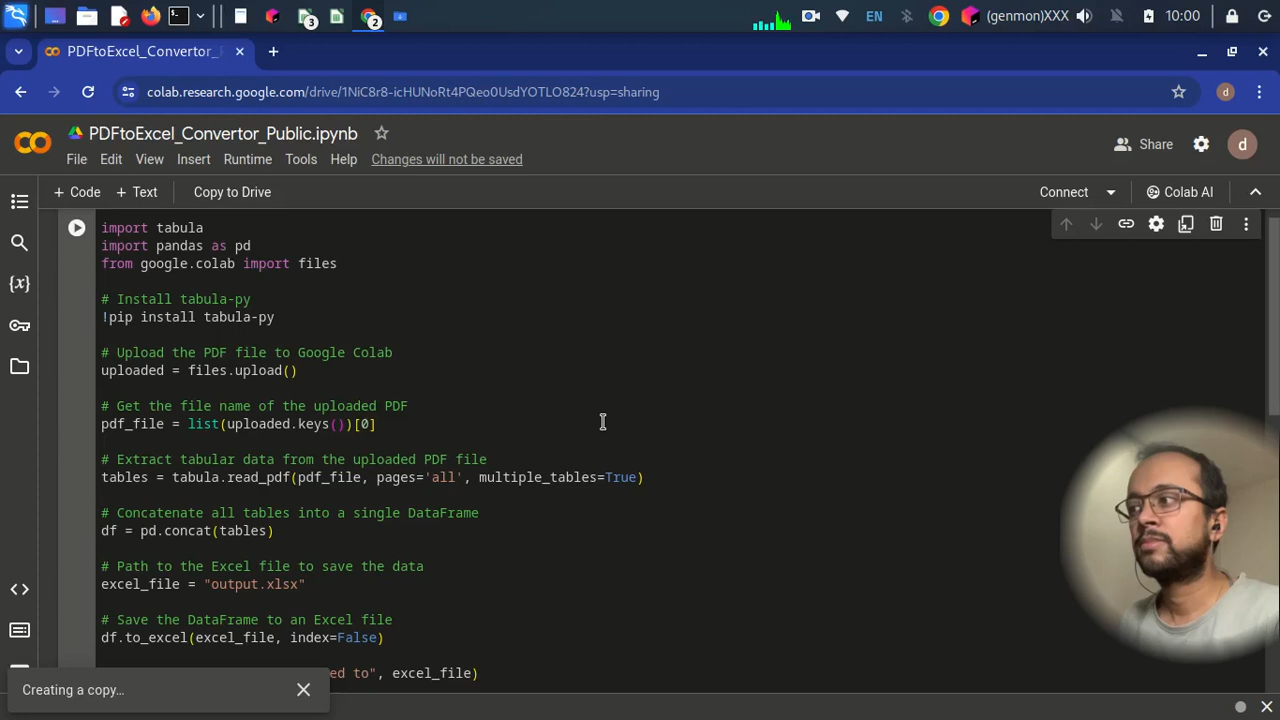 3
2
EN
(genmon)XXX
10:00
PDFtoExcel_Convertor_
colab.research.google.com/drive/1NiC8r8-icHUNoRt4PQeo0UsdYOTLO824?usp=sharing
d
PDFtoExcel_Convertor_Public.ipynb
File Edit View Insert Runtime Tools Help Changes will not be saved
Share
d
+ Code + Text Copy to Drive
Connect
Colab AI
import tabula
import pandas as pd
from google.colab import files
# Install tabula-py
!pip install tabula-py
# Upload the PDF file to Google Colab
uploaded = files.upload()
# Get the file name of the uploaded PDF
pdf_file = list(uploaded.keys())[0]
# Extract tabular data from the uploaded PDF file
tables = tabula.read_pdf(pdf_file, pages='all', multiple_tables=True)
# Concatenate all tables into a single DataFrame
df = pd.concat(tables)
# Path to the Excel file to save the data
excel_file = "output.xlsx"
# Save the DataFrame to an Excel file
df.to_excel(excel_file, index=False)
ed to", excel_file)
Creating a copy...